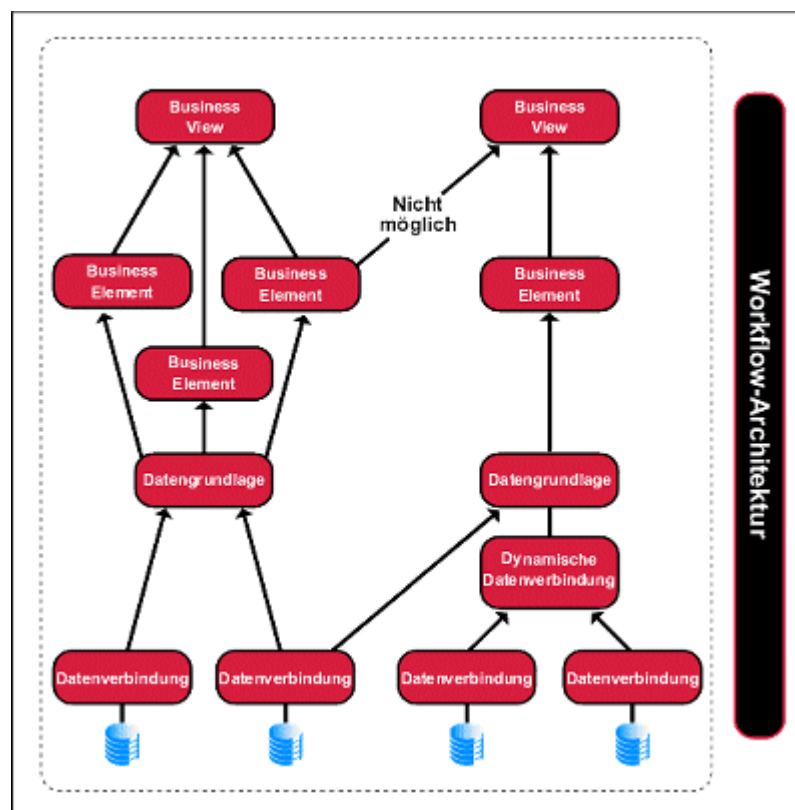 Business
View
Business
View
Nicht
möglich
Business
Element
Business
Element
Business
Element
Business
Element
Datengrundlage
Datengrundlage
Dynamische
Datenverbindung
Datenverbindung
Datenverbindung
Datenverbindung
Datenverbindung
Workflow-Architektur